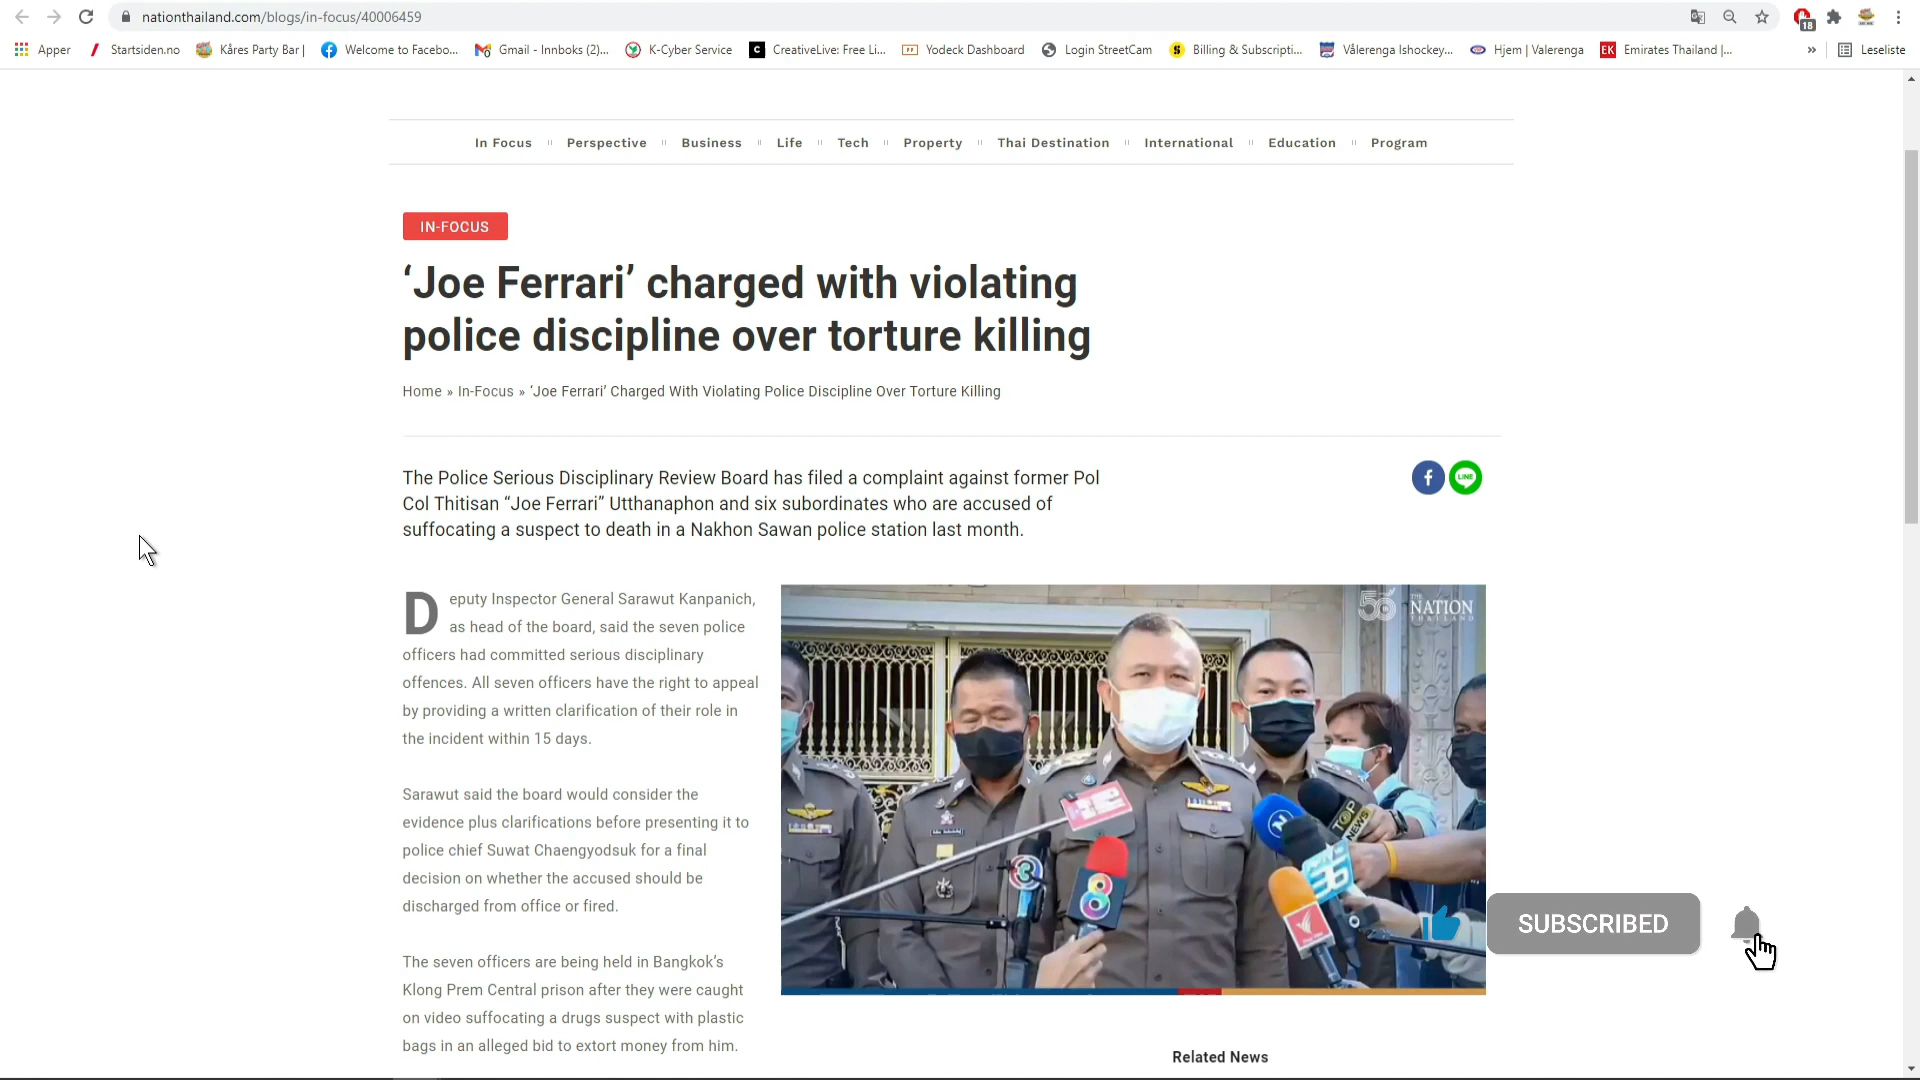 nationthailand.com/blogs/in-focus/40006459
18
Apper
Startsiden.no
Kåres Party Bar |
Welcome to Facebo...
Gmail - Innboks (2)...
K-Cyber Service
CreativeLive: Free Li...
Yodeck Dashboard
Login StreetCam
Billing & Subscripti...
Vålerenga Ishockey...
Hjem | Valerenga
EK
Emirates Thailand |...
»
Leseliste
In Focus
Perspective
Business
Life
Tech
Property
Thai Destination
International
Education
Program
IN-FOCUS
‘Joe Ferrari’ charged with violating
police discipline over torture killing
Home » In-Focus » ‘Joe Ferrari’ Charged With Violating Police Discipline Over Torture Killing
The Police Serious Disciplinary Review Board has filed a complaint against former Pol
Col Thitisan “Joe Ferrari” Utthanaphon and six subordinates who are accused of
suffocating a suspect to death in a Nakhon Sawan police station last month.
LINE
Deputy Inspector General Sarawut Kanpanich,
as head of the board, said the seven police
officers had committed serious disciplinary
offences. All seven officers have the right to appeal
by providing a written clarification of their role in
the incident within 15 days.
Sarawut said the board would consider the
evidence plus clarifications before presenting it to
police chief Suwat Chaengyodsuk for a final
decision on whether the accused should be
discharged from office or fired.
The seven officers are being held in Bangkok’s
Klong Prem Central prison after they were caught
on video suffocating a drugs suspect with plastic
bags in an alleged bid to extort money from him.
THE
NATION
THAILAND
N
TOP
NEWS
36
3
8
SUBSCRIBED
Related News